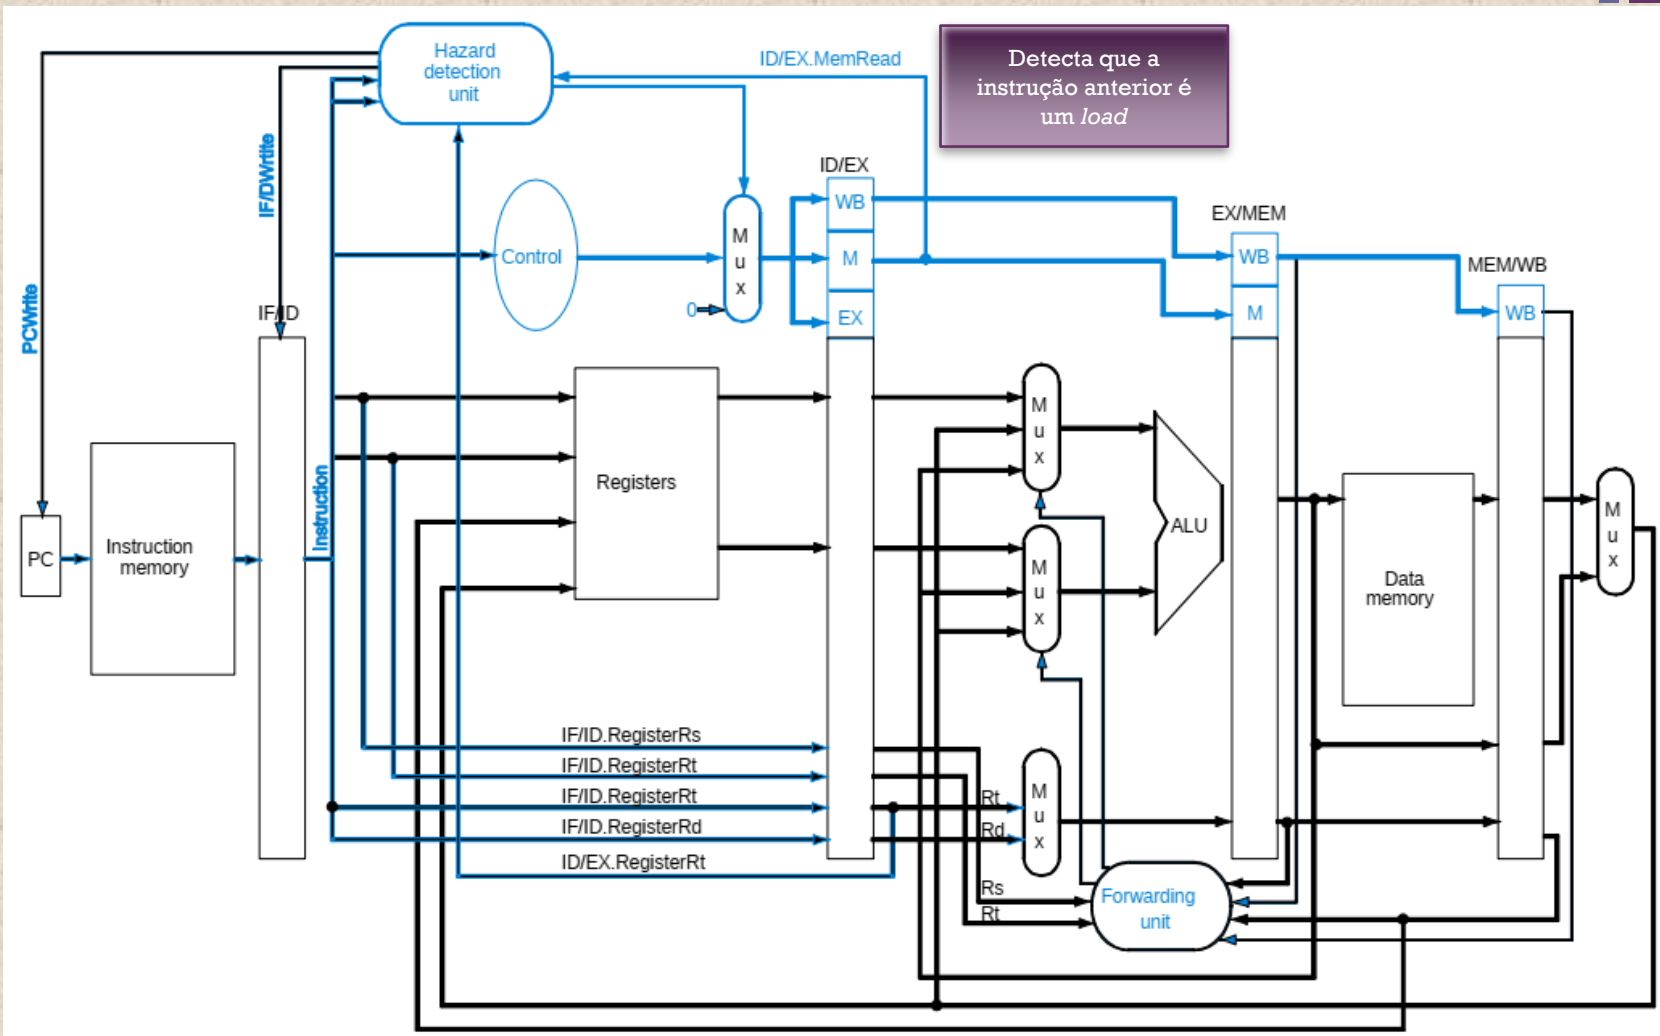 Hazard
detection
unit
ID/EX.MemRead
Detecta que a
instrução anterior é
um load
IF/DWrtite
ID/EX
WB
M
EX
Control
M
u
x
0
EX/MEM
WB
M
MEM/WB
WB
PCWrite
IF/ID
PC
Instruction
memory
Instruction
Registers
M
u
x
M
u
x
ALU
Data
memory
M
u
x
IF/ID.RegisterRs
IF/ID.RegisterRt
IF/ID.RegisterRt
IF/ID.RegisterRd
ID/EX.RegisterRt
Rt
Rd
M
u
x
Rs
Rt
Forwarding
unit